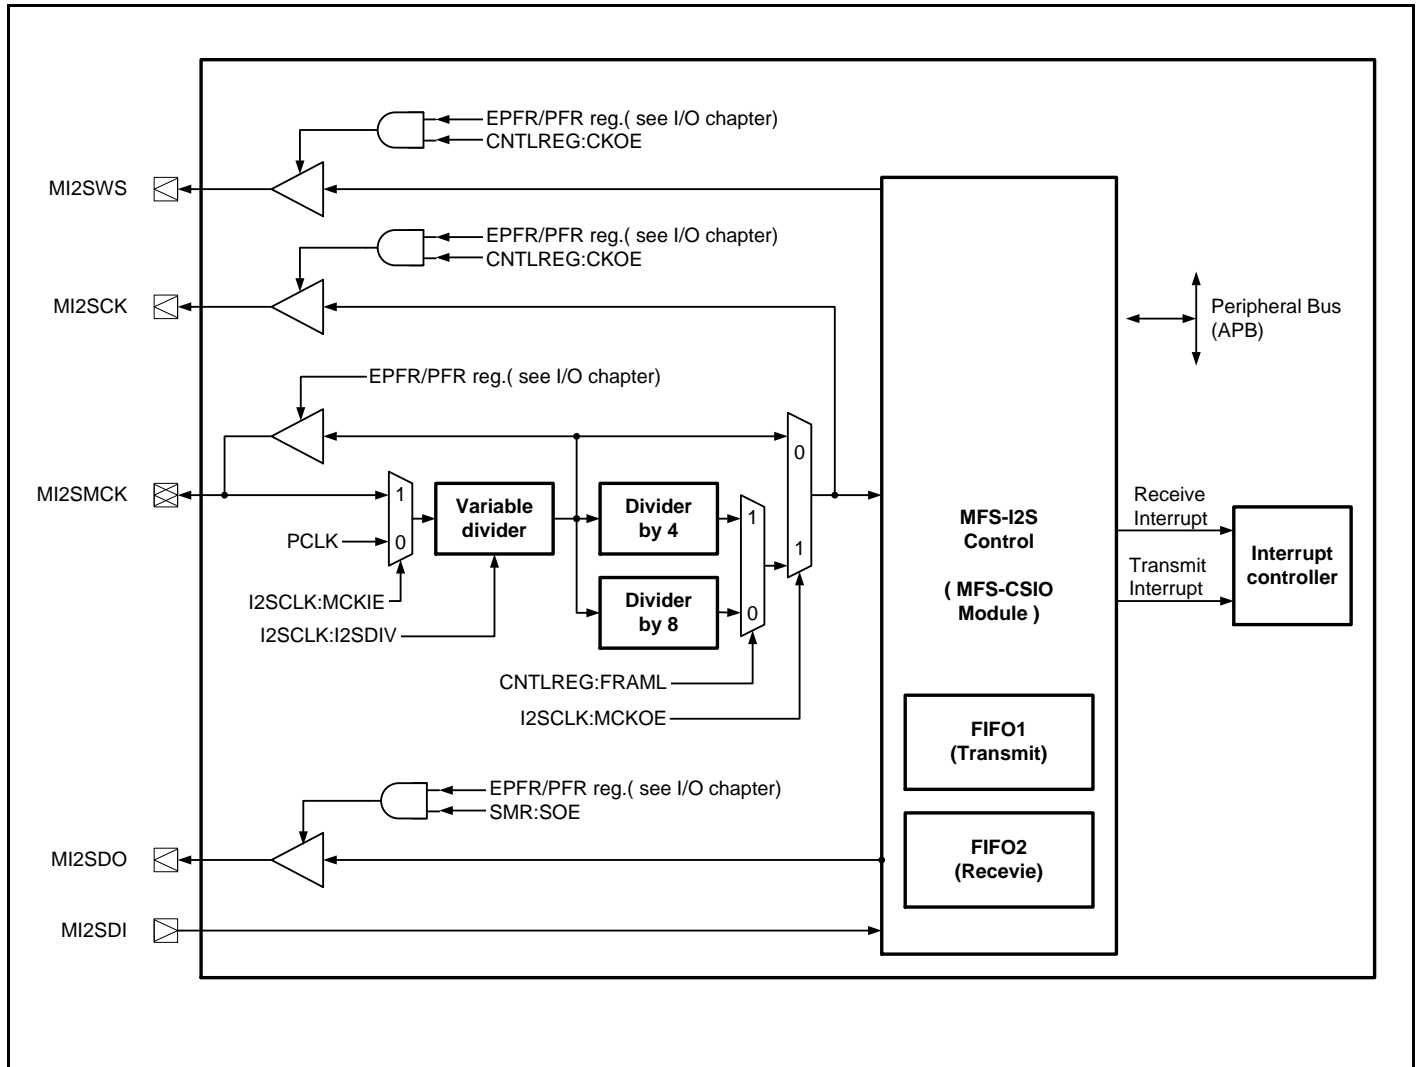 EPFR/PFR reg.( see I/O chapter)
CNTLREG:CKOE
MI2SWS
EPFR/PFR reg.( see I/O chapter)
CNTLREG:CKOE
MI2SCK
Peripheral Bus
(APB)
EPFR/PFR reg.( see I/O chapter)
0
MI2SMCK
1
Variable
divider
Divider
by 4
1
PCLK
0
1
MFS-I2S
Control
( MFS-CSIO
Module )
Receive
Interrupt
Transmit
Interrupt
Interrupt
controller
I2SCLK:MCKIE
Divider
by 8
0
I2SCLK:I2SDIV
CNTLREG:FRAML
I2SCLK:MCKOE
FIFO1
(Transmit)
EPFR/PFR reg.( see I/O chapter)
SMR:SOE
MI2SDO
FIFO2
(Recevie)
MI2SDI